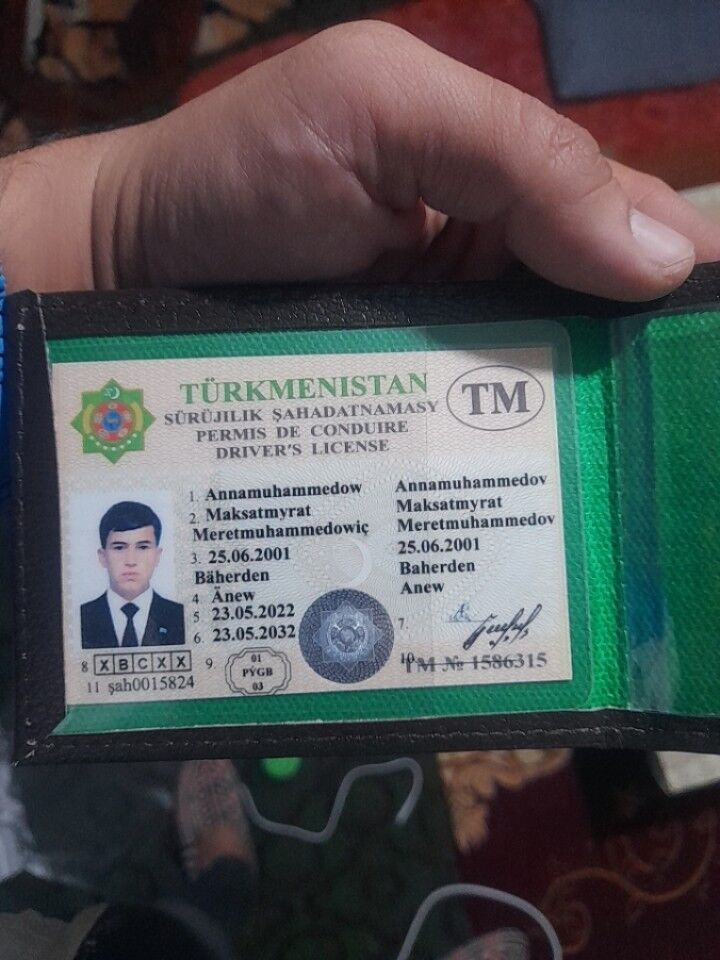 TÜRKMENISTAN
TM
SÜRÜJILIK ŞAHADATNAMASY
PERMIS DE CONDUIRE
DRIVER'S LICENSE
1. Annamuhammedow Annamuhammedov
2. Maksatmyrat Maksatmyrat
Meretmuhammedowiç Meretmuhammedov
3. 25.06.2001 25.06.2001
Bäherden Baherden
4 Änew Anew
5 23.05.2022
6. 23.05.2032 7.
8 X B C X X 9. 01 PÝGB 03 10 TM № 1586315
11 şah0015824